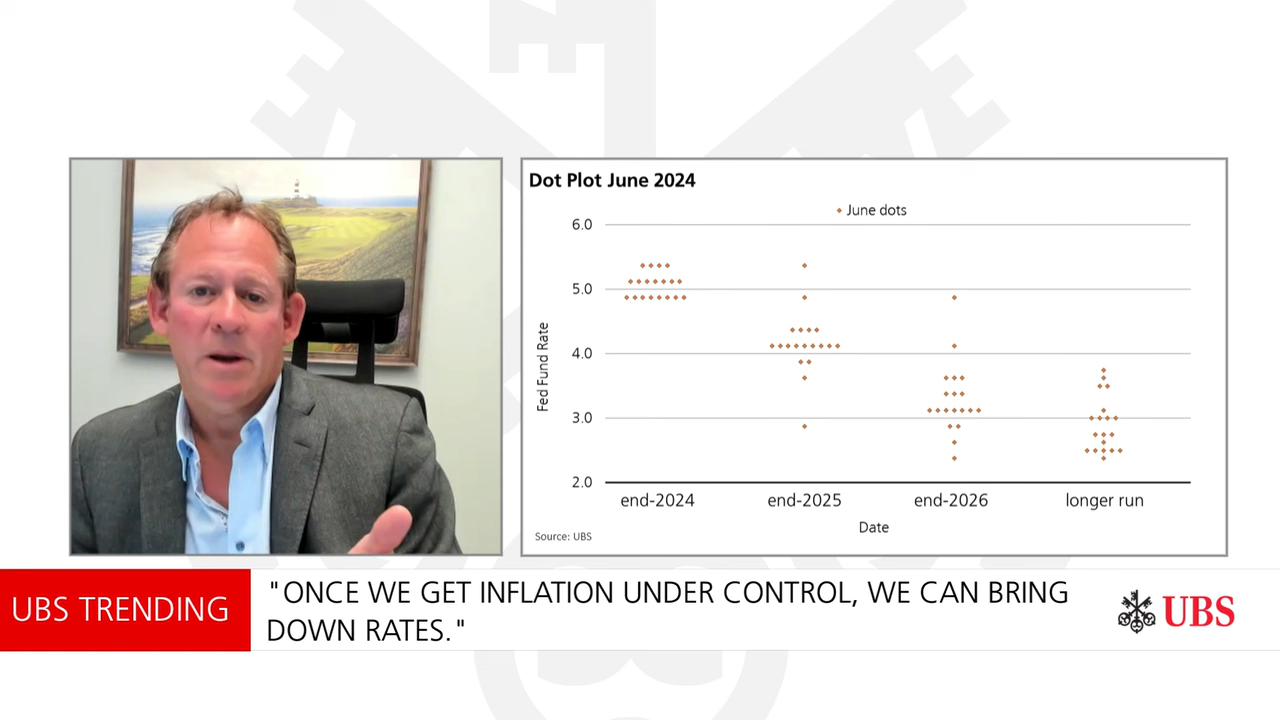 Dot Plot June 2024
June dots
6.0
5.0
4.0
3.0
2.0
Fed Fund Rate
end-2024
end-2025
end-2026
longer run
Date
Source: UBS
UBS TRENDING
"ONCE WE GET INFLATION UNDER CONTROL, WE CAN BRING
DOWN RATES."
UBS